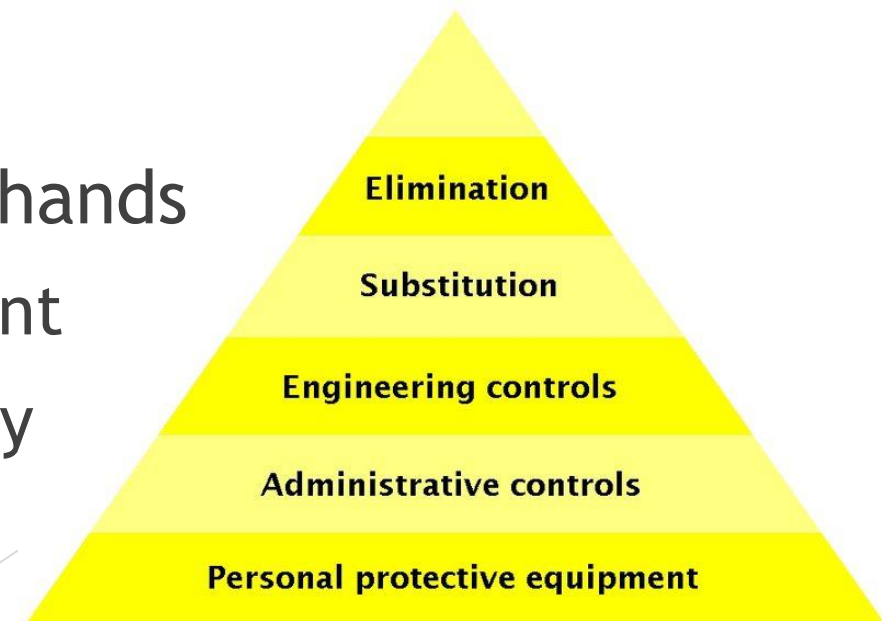 hands
nt
y
Elimination
Substitution
Engineering controls
Administrative controls
Personal protective equipment